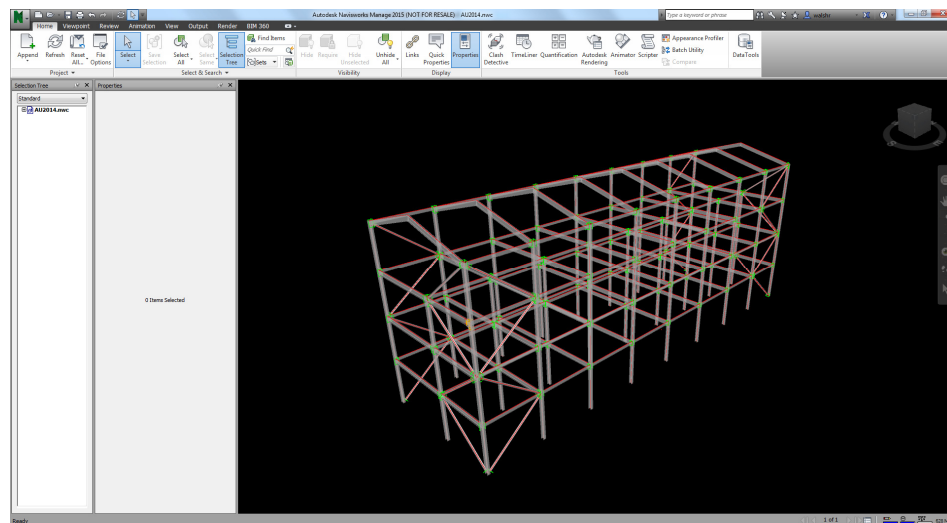 Autodesk Navisworks Manage 2015 (NOT FOR RESALE) AU2014.nwc
Type a keyword or phrase
walshr
Home Viewpoint Review Animation View Output Render BIM 360
Append
Refresh
Reset All...
File Options
Select
Save Selection
Select All
Select Same
Selection Tree
Find Items
Quick Find
Sets
Hide
Require
Hide Unselected
Unhide All
Links
Quick Properties
Properties
Clash Detective
TimeLiner
Quantification
Autodesk Rendering
Animator
Scripter
Appearance Profiler
Batch Utility
Compare
DataTools
Project
Select & Search
Visibility
Display
Tools
Selection Tree
Properties
Standard
AU2014.nwc
0 Items Selected
Ready
1 of 1